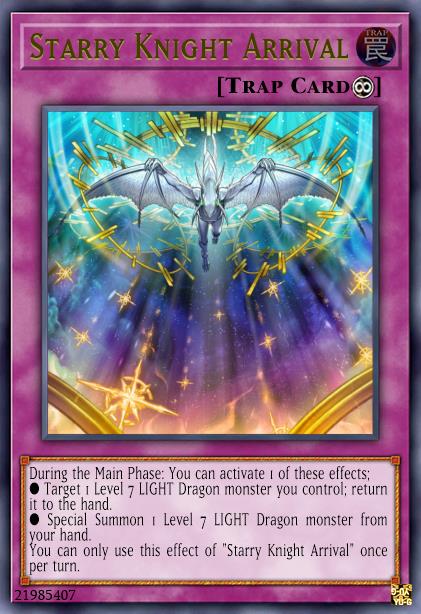 Starry Knight Arrival
TRAP
罠
[Trap Card]
During the Main Phase: You can activate 1 of these effects;
● Target 1 Level 7 LIGHT Dragon monster you control; return
it to the hand.
● Special Summon 1 Level 7 LIGHT Dragon monster from
your hand.
You can only use this effect of "Starry Knight Arrival" once
per turn.
21985407